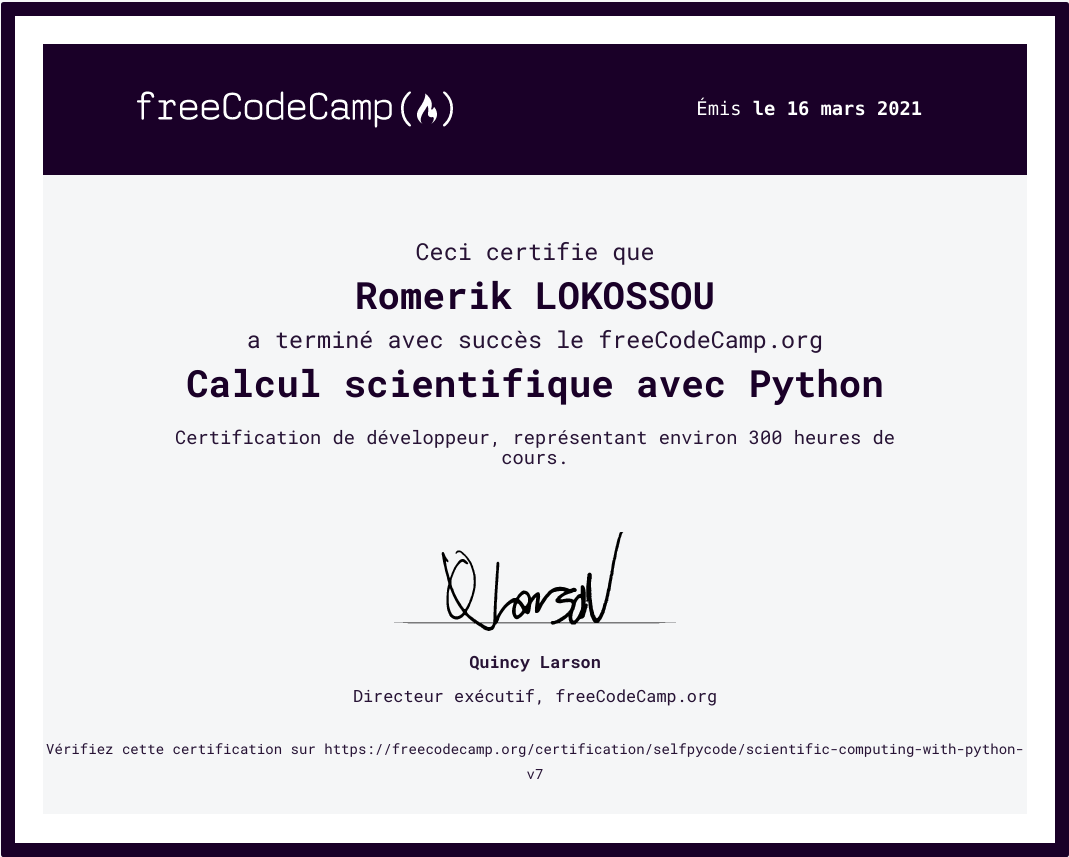 freeCodeCamp
Émis le 16 mars 2021
Ceci certifie que
Romerik LOKOSSOU
a terminé avec succès le freeCodeCamp.org
Calcul scientifique avec Python
Certification de développeur, représentant environ 300 heures de
cours.
Q Larson
Quincy Larson
Directeur exécutif, freeCodeCamp.org
Vérifiez cette certification sur https://freecodecamp.org/certification/selfpycode/scientific-computing-with-python-
v7